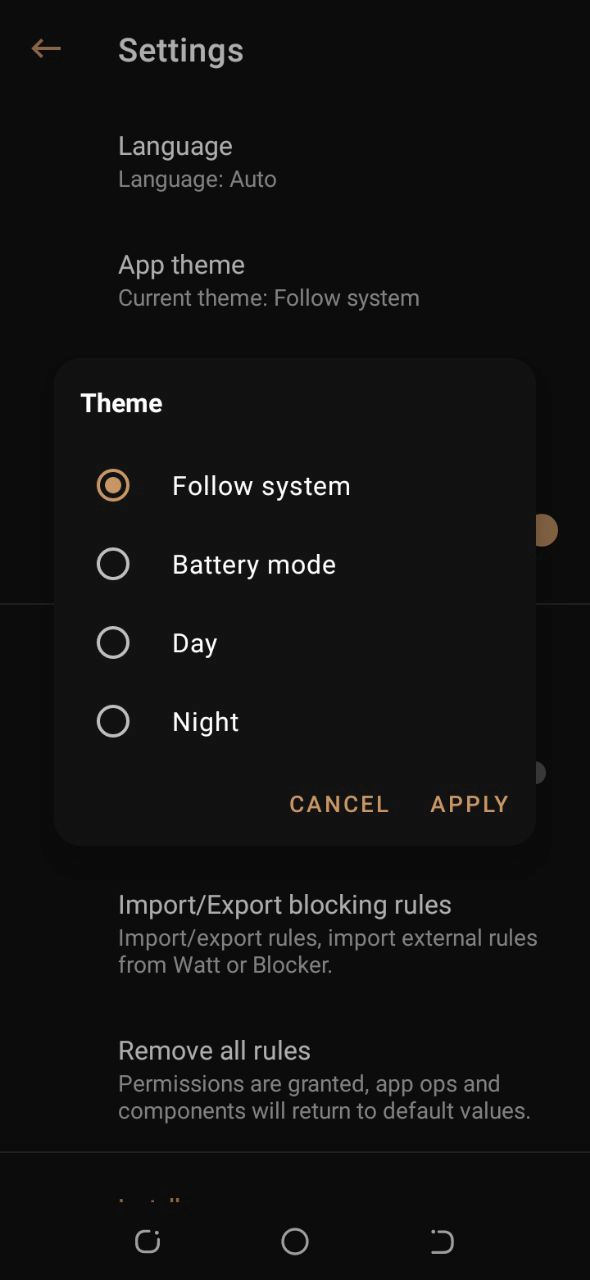 Settings
Language
Language: Auto
App theme
Current theme: Follow system
Theme
Follow system
Battery mode
Day
Night
CANCEL APPLY
Import/Export blocking rules
Import/export rules, import external rules
from Watt or Blocker.
Remove all rules
Permissions are granted, app ops and
components will return to default values.